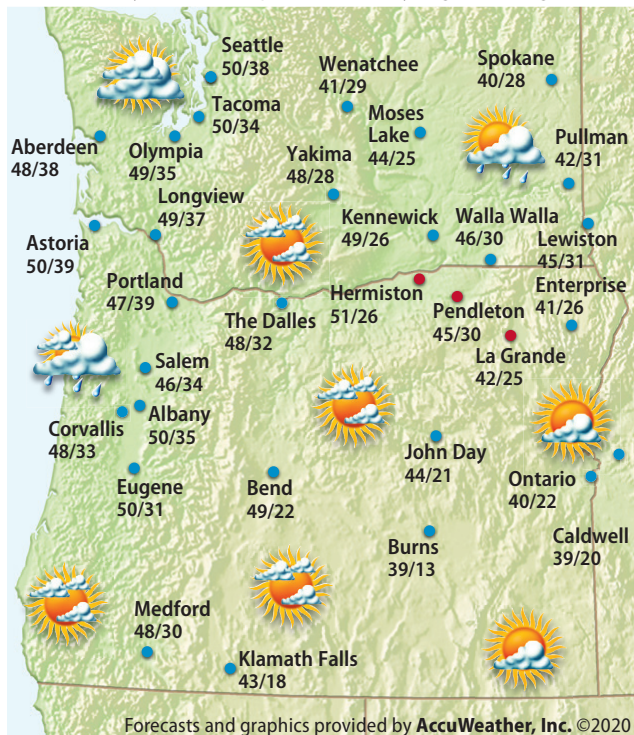 Seattle
50/38
Wenatchee
41/29
Spokane
40/28
Tacoma
50/34
Moses
Lake
44/25
Aberdeen
48/38
Olympia
49/35
Yakima
48/28
Pullman
42/31
Longview
49/37
Kennewick
49/26
Walla Walla
46/30
Lewiston
45/31
Astoria
50/39
Portland
47/39
The Dalles
48/32
Hermiston
51/26
Pendleton
45/30
Enterprise
41/26
La Grande
42/25
Salem
46/34
Albany
50/35
Corvallis
48/33
John Day
44/21
Ontario
40/22
Eugene
50/31
Bend
49/22
Burns
39/13
Caldwell
39/20
Medford
48/30
Klamath Falls
43/18
Forecasts and graphics provided by AccuWeather, Inc. ©2020